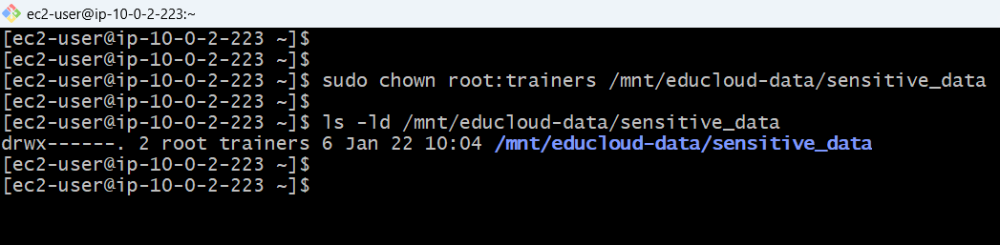 ec2-user@ip-10-0-2-223:~
[ec2-user@ip-10-0-2-223 ~]$
[ec2-user@ip-10-0-2-223 ~]$
[ec2-user@ip-10-0-2-223 ~]$ sudo chown root:trainers /mnt/educloud-data/sensitive_data
[ec2-user@ip-10-0-2-223 ~]$
[ec2-user@ip-10-0-2-223 ~]$ ls -ld /mnt/educloud-data/sensitive_data
drwx------. 2 root trainers 6 Jan 22 10:04 /mnt/educloud-data/sensitive_data
[ec2-user@ip-10-0-2-223 ~]$
[ec2-user@ip-10-0-2-223 ~]$